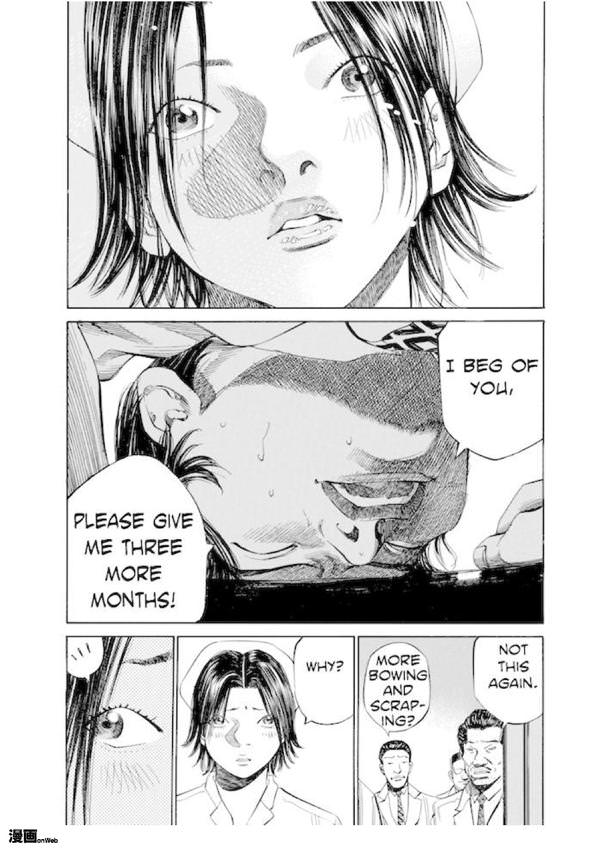 I BEG OF
YOU,
PLEASE GIVE
ME THREE
MORE
MONTHS!
NOT
THIS
AGAIN.
MORE
BOWING
AND
SCRAP-
ING?
WHY?
漫画onWeb